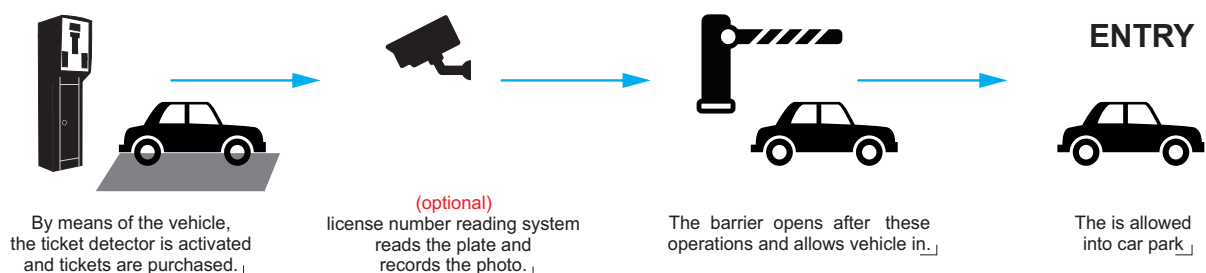 ENTRY
By means of the vehicle,
the ticket detector is activated
and tickets are purchased.
(optional)
license number reading system
reads the plate and
records the photo.
The barrier opens after these
operations and allows vehicle in.
The is allowed
into car park